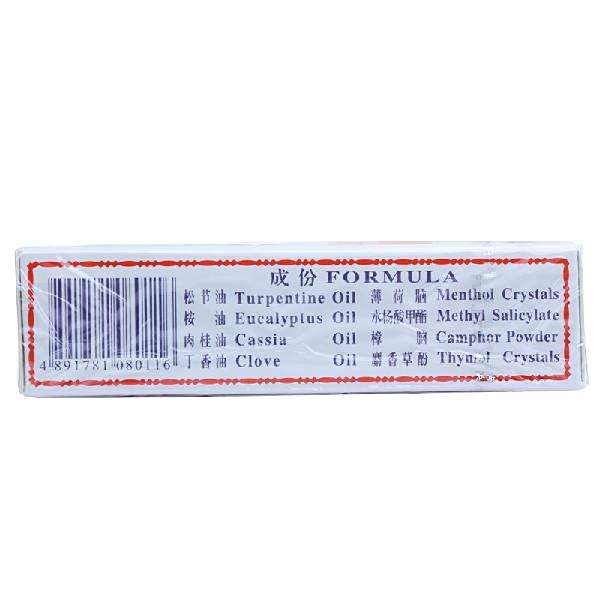 成份 FORMULA
松节油 Turpentine Oil 薄荷脑 Menthol Crystals
桉油 Eucalyptus Oil 水杨酸甲酯 Methyl Salicylate
肉桂油 Cassia Oil 樟脑 Camphor Powder
丁香油 Clove Oil 麝香草酚 Thymol Crystals
4 891781 080116